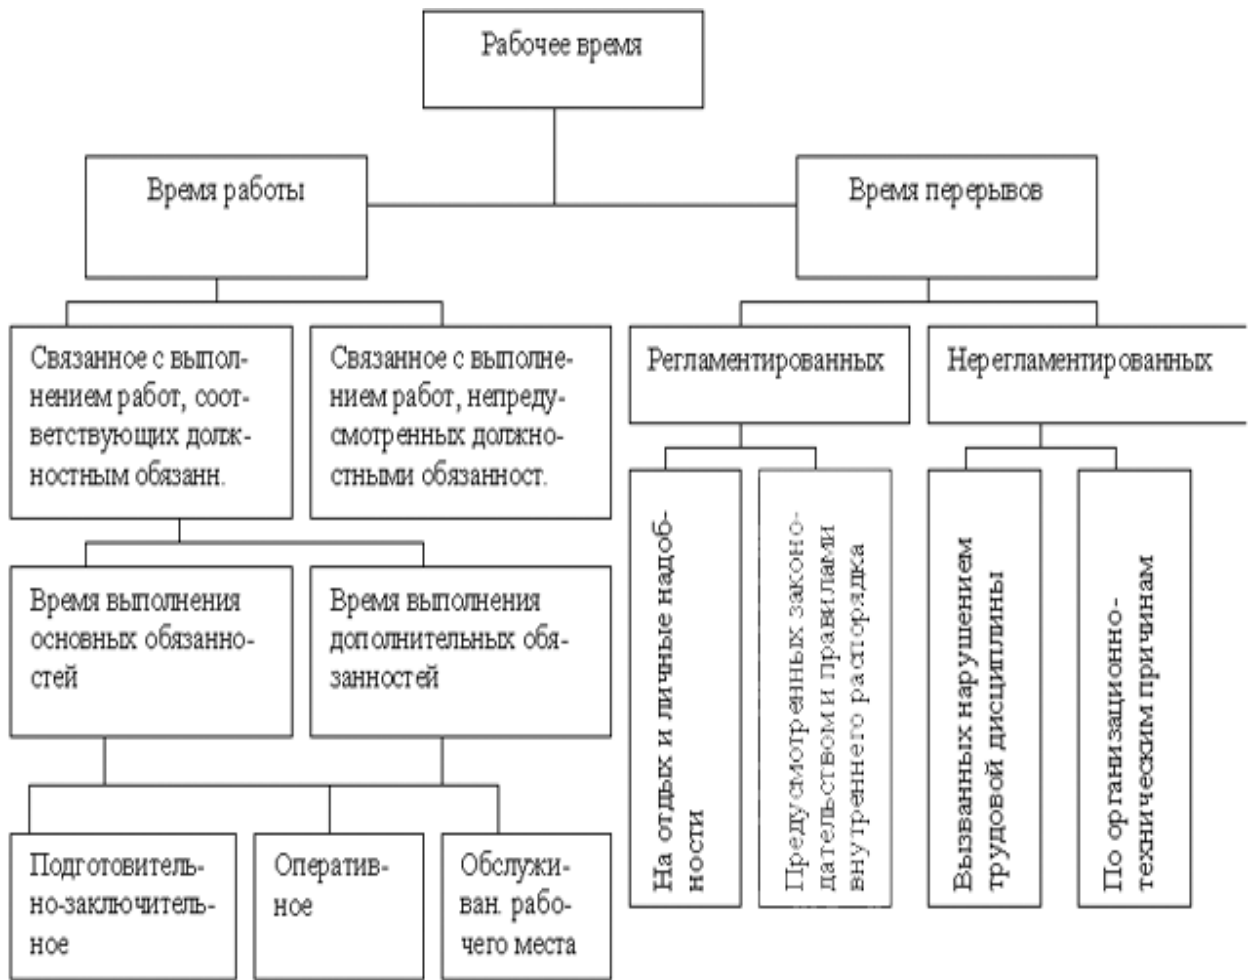 Рабочее время
Время работы
Время перерывов
Связанное с выпол-
нением работ, соот-
ветствующих долж-
ностным обязанн.
Связанное с выполне-
нием работ, непреду-
смотренных должно-
стными обязанност.
Регламентированных
Нерегламентированных
Время выполнения
основных обязанно-
стей
Время выполнения
дополнительных обя-
занностей
На отдых и личные надоб-
ности
Предусмотренных законо-
дательством и правилами
внутреннего распорядка
Вызванных нарушением
трудовой дисциплины
По организационно-
техническим причинам
Подготовитель-
но-заключитель-
ное
Оператив-
ное
Обслужи-
ван. рабо-
чего места